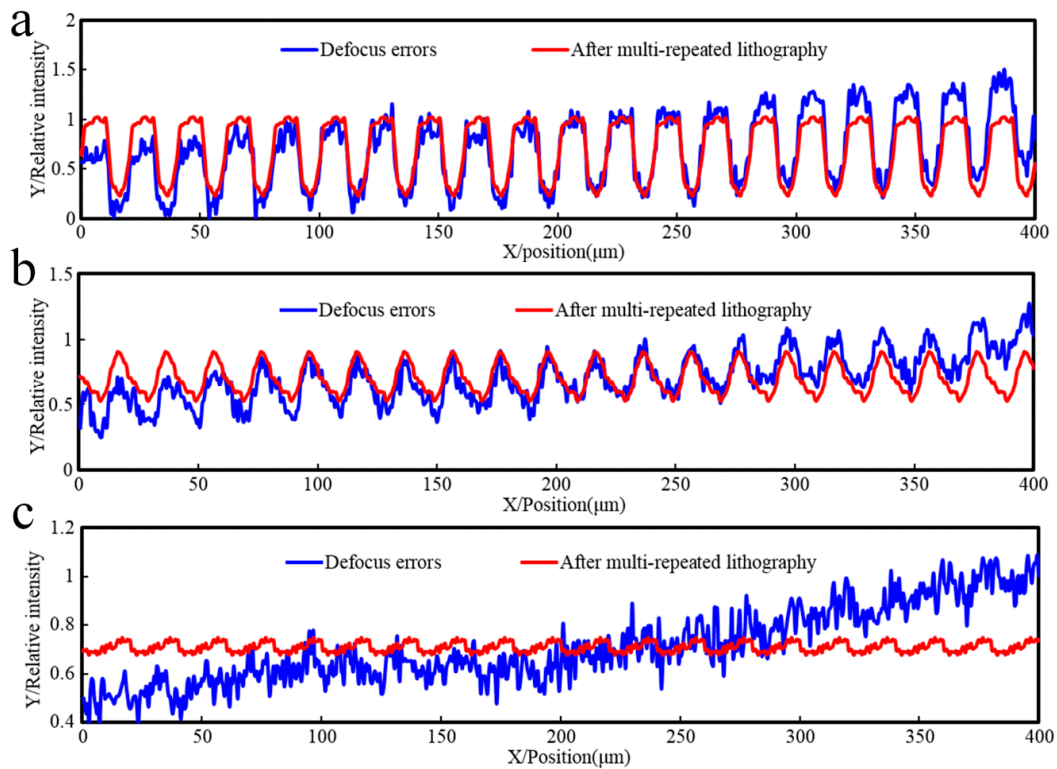 a
2
1.5
1
0.5
0
Y/Relative intensity
Defocus errors
After multi-repeated lithography
0 50 100 150 200 250 300 350 400
X/position(μm)
b
1.5
1
0.5
0
Y/Relative intensity
Defocus errors
After multi-repeated lithography
0 50 100 150 200 250 300 350 400
X/Position(μm)
c
1.2
1
0.8
0.6
0.4
Y/Relative intensity
Defocus errors
After multi-repeated lithography
0 50 100 150 200 250 300 350 400
X/Position(μm)